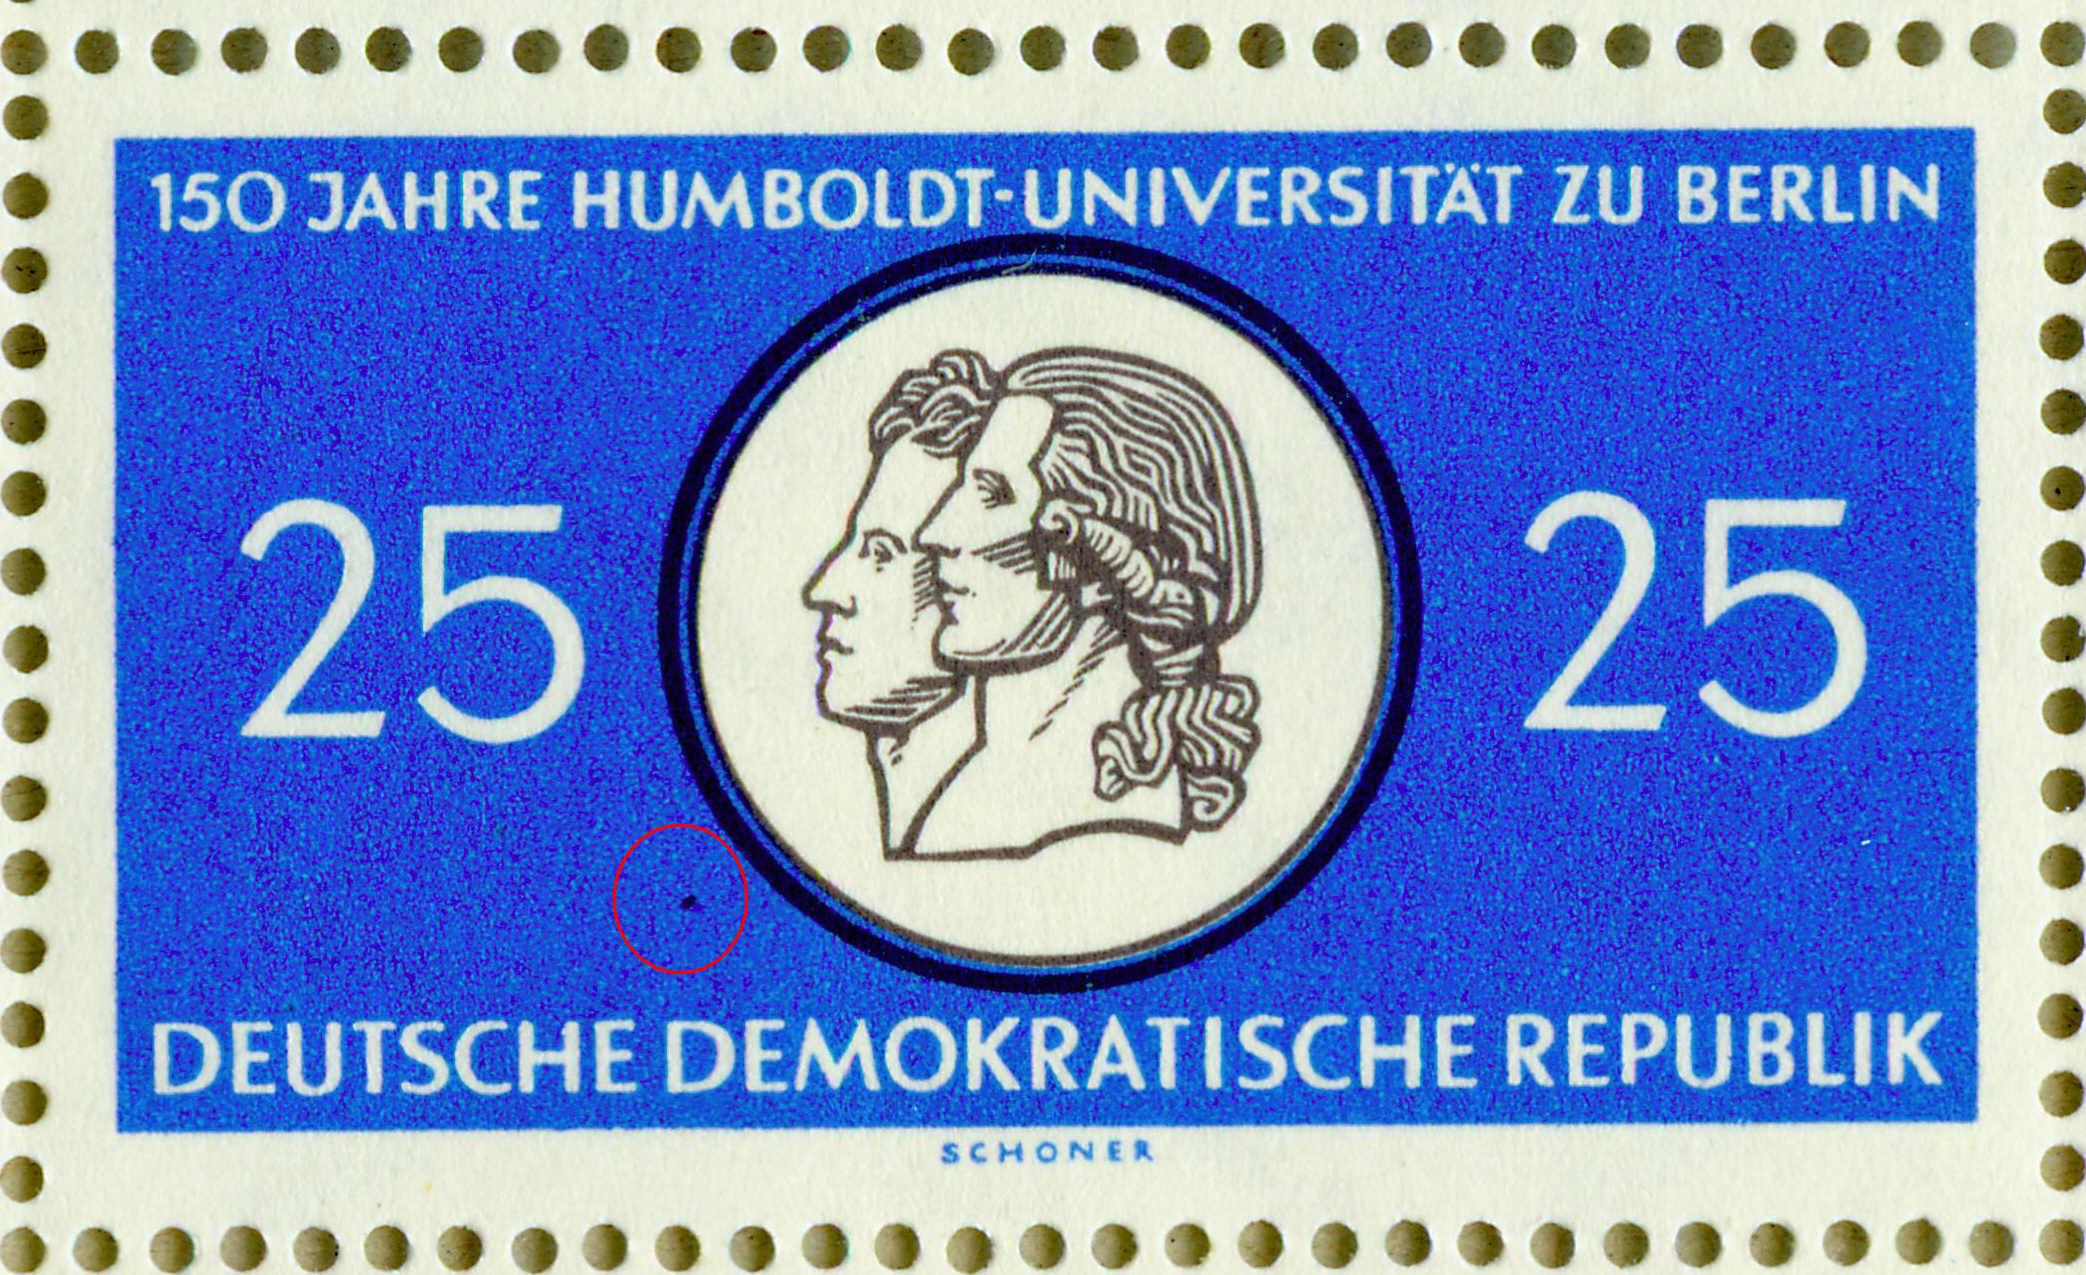 150 JAHRE HUMBOLDT-UNIVERSITÄT ZU BERLIN
25 25
DEUTSCHE DEMOKRATISCHE REPUBLIK
SCHONER